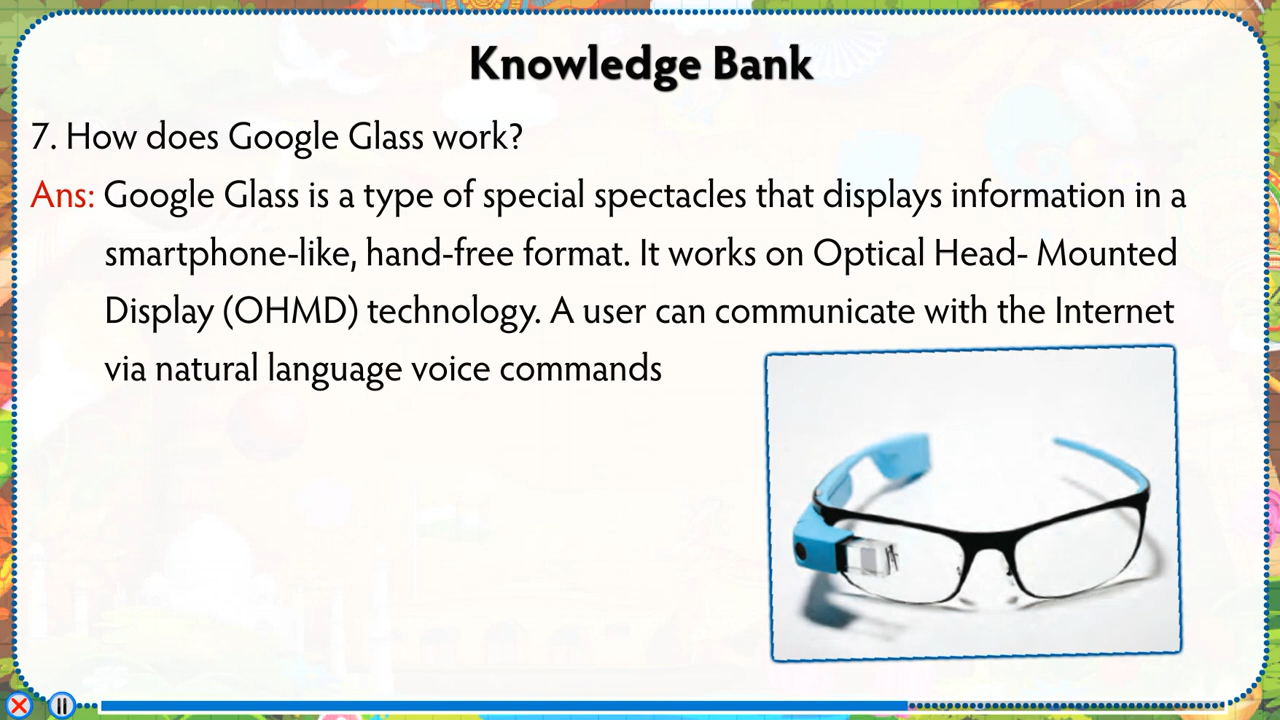 Knowledge Bank
7. How does Google Glass work?
Ans: Google Glass is a type of special spectacles that displays information in a
smartphone-like, hand-free format. It works on Optical Head- Mounted
Display (OHMD) technology. A user can communicate with the Internet
via natural language voice commands